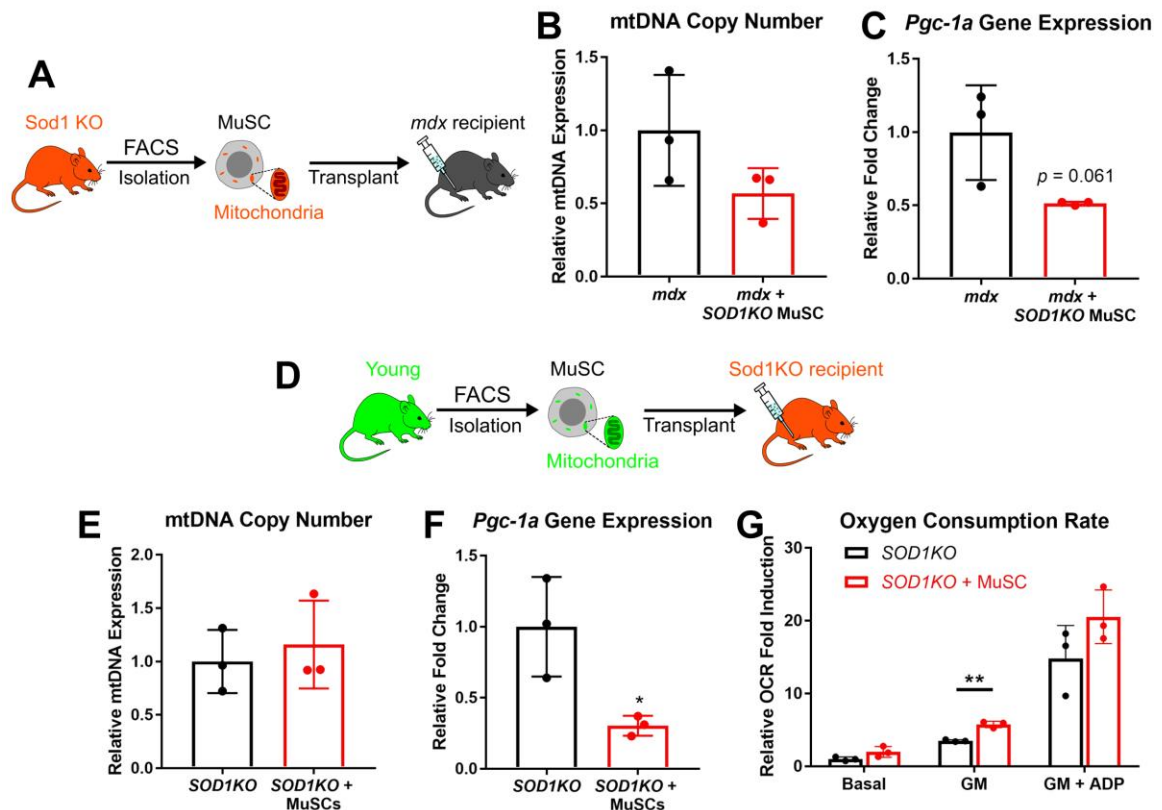 A
Sod1 KO
FACS
Isolation
MuSC
Mitochondria
Transplant
mdx recipient
B
mtDNA Copy Number
Relative mtDNA Expression
1.5
1.0
0.5
0.0
mdx
mdx +
SOD1KO MuSC
C
Pgc-1a Gene Expression
Relative Fold Change
1.5
1.0
0.5
0.0
p = 0.061
mdx
mdx +
SOD1KO MuSC
D
Young
FACS
Isolation
MuSC
Mitochondria
Transplant
Sod1KO recipient
E
mtDNA Copy Number
Relative mtDNA Expression
2.0
1.5
1.0
0.5
0.0
SOD1KO
SOD1KO +
MuSCs
F
Pgc-1a Gene Expression
Relative Fold Change
1.5
1.0
0.5
0.0
*
SOD1KO
SOD1KO +
MuSCs
G
Oxygen Consumption Rate
SOD1KO
SOD1KO + MuSC
Relative OCR Fold Induction
30
20
10
0
**
Basal
GM
GM + ADP